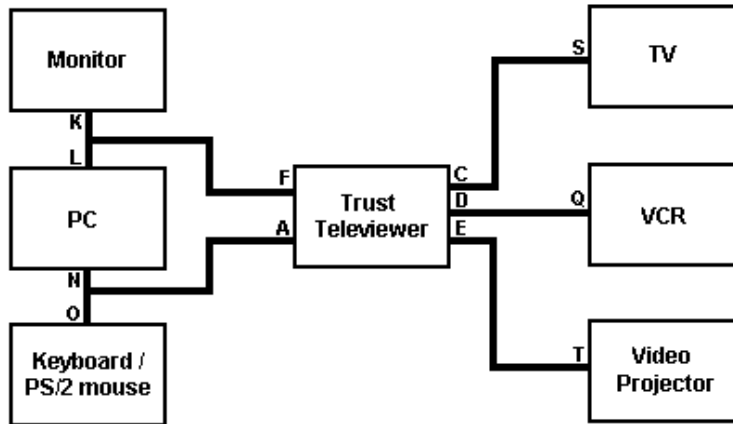 Monitor
K
L
PC
N
O
Keyboard /
PS/2 mouse
F
A
Trust
Televiewer
C
D
E
S
TV
Q
VCR
T
Video
Projector